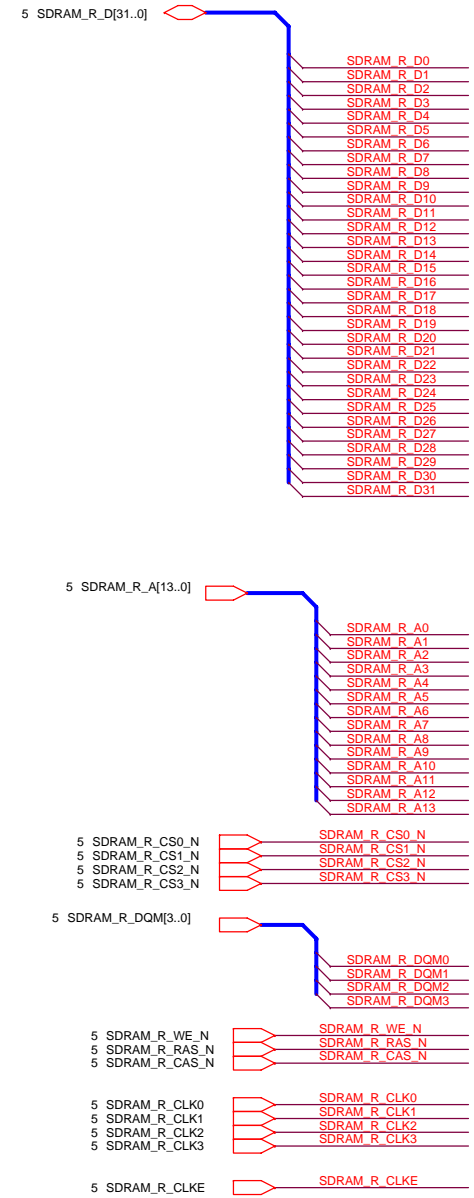 5 SDRAM_R_D[31..0]
SDRAM_R_D0
SDRAM_R_D1
SDRAM_R_D2
SDRAM_R_D3
SDRAM_R_D4
SDRAM_R_D5
SDRAM_R_D6
SDRAM_R_D7
SDRAM_R_D8
SDRAM_R_D9
SDRAM_R_D10
SDRAM_R_D11
SDRAM_R_D12
SDRAM_R_D13
SDRAM_R_D14
SDRAM_R_D15
SDRAM_R_D16
SDRAM_R_D17
SDRAM_R_D18
SDRAM_R_D19
SDRAM_R_D20
SDRAM_R_D21
SDRAM_R_D22
SDRAM_R_D23
SDRAM_R_D24
SDRAM_R_D25
SDRAM_R_D26
SDRAM_R_D27
SDRAM_R_D28
SDRAM_R_D29
SDRAM_R_D30
SDRAM_R_D31
5 SDRAM_R_A[13..0]
SDRAM_R_A0
SDRAM_R_A1
SDRAM_R_A2
SDRAM_R_A3
SDRAM_R_A4
SDRAM_R_A5
SDRAM_R_A6
SDRAM_R_A7
SDRAM_R_A8
SDRAM_R_A9
SDRAM_R_A10
SDRAM_R_A11
SDRAM_R_A12
SDRAM_R_A13
5 SDRAM_R_CS0_N SDRAM_R_CS0_N
5 SDRAM_R_CS1_N SDRAM_R_CS1_N
5 SDRAM_R_CS2_N SDRAM_R_CS2_N
5 SDRAM_R_CS3_N SDRAM_R_CS3_N
5 SDRAM_R_DQM[3..0]
SDRAM_R_DQM0
SDRAM_R_DQM1
SDRAM_R_DQM2
SDRAM_R_DQM3
5 SDRAM_R_WE_N SDRAM_R_WE_N
5 SDRAM_R_RAS_N SDRAM_R_RAS_N
5 SDRAM_R_CAS_N SDRAM_R_CAS_N
5 SDRAM_R_CLK0 SDRAM_R_CLK0
5 SDRAM_R_CLK1 SDRAM_R_CLK1
5 SDRAM_R_CLK2 SDRAM_R_CLK2
5 SDRAM_R_CLK3 SDRAM_R_CLK3
5 SDRAM_R_CLKE SDRAM_R_CLKE